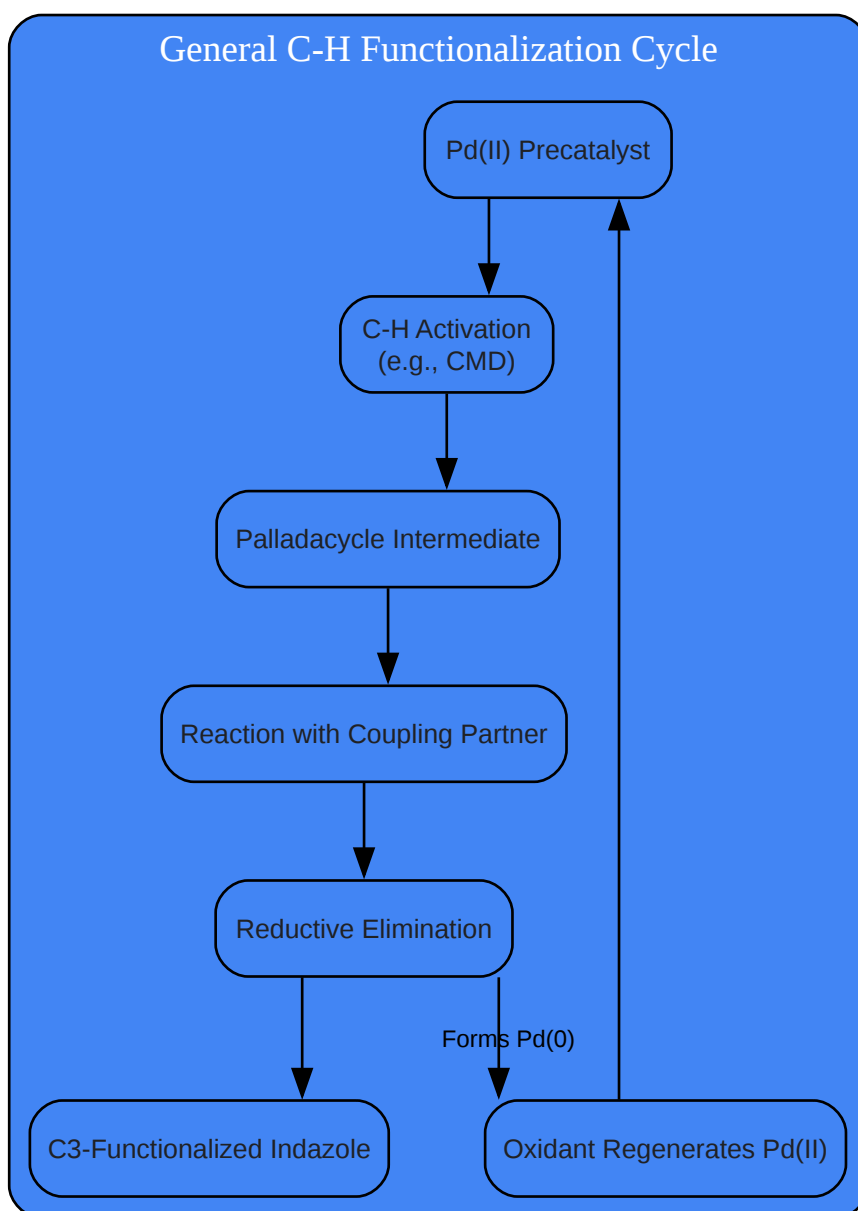 General C-H Functionalization Cycle
Pd(II) Precatalyst
C-H Activation
(e.g., CMD)
Palladacycle Intermediate
Reaction with Coupling Partner
Reductive Elimination
Forms Pd(0)
C3-Functionalized Indazole
Oxidant Regenerates Pd(II)